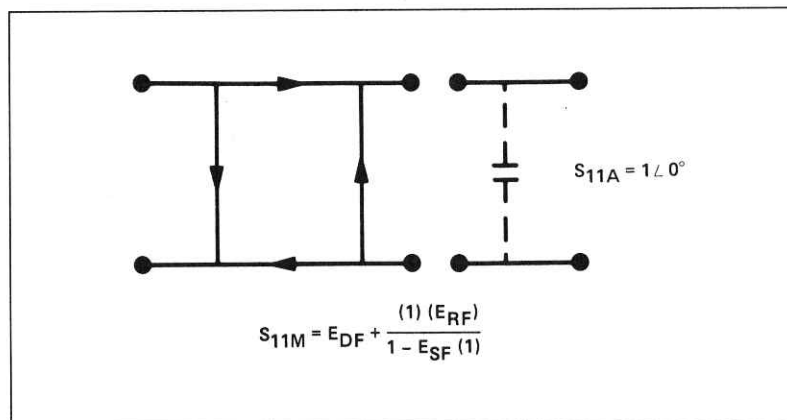 S11A = 1∠0°
S11M = EDF + (1) (ERF) / 1 – ESF (1)